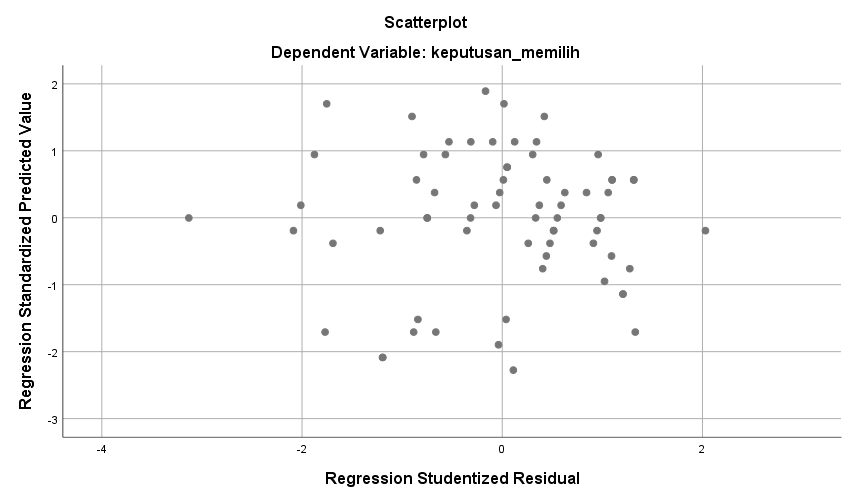 Scatterplot
Dependent Variable: keputusan_memilih
Regression Standardized Predicted Value
2
1
0
-1
-2
-3
-4
-2
0
2
Regression Studentized Residual